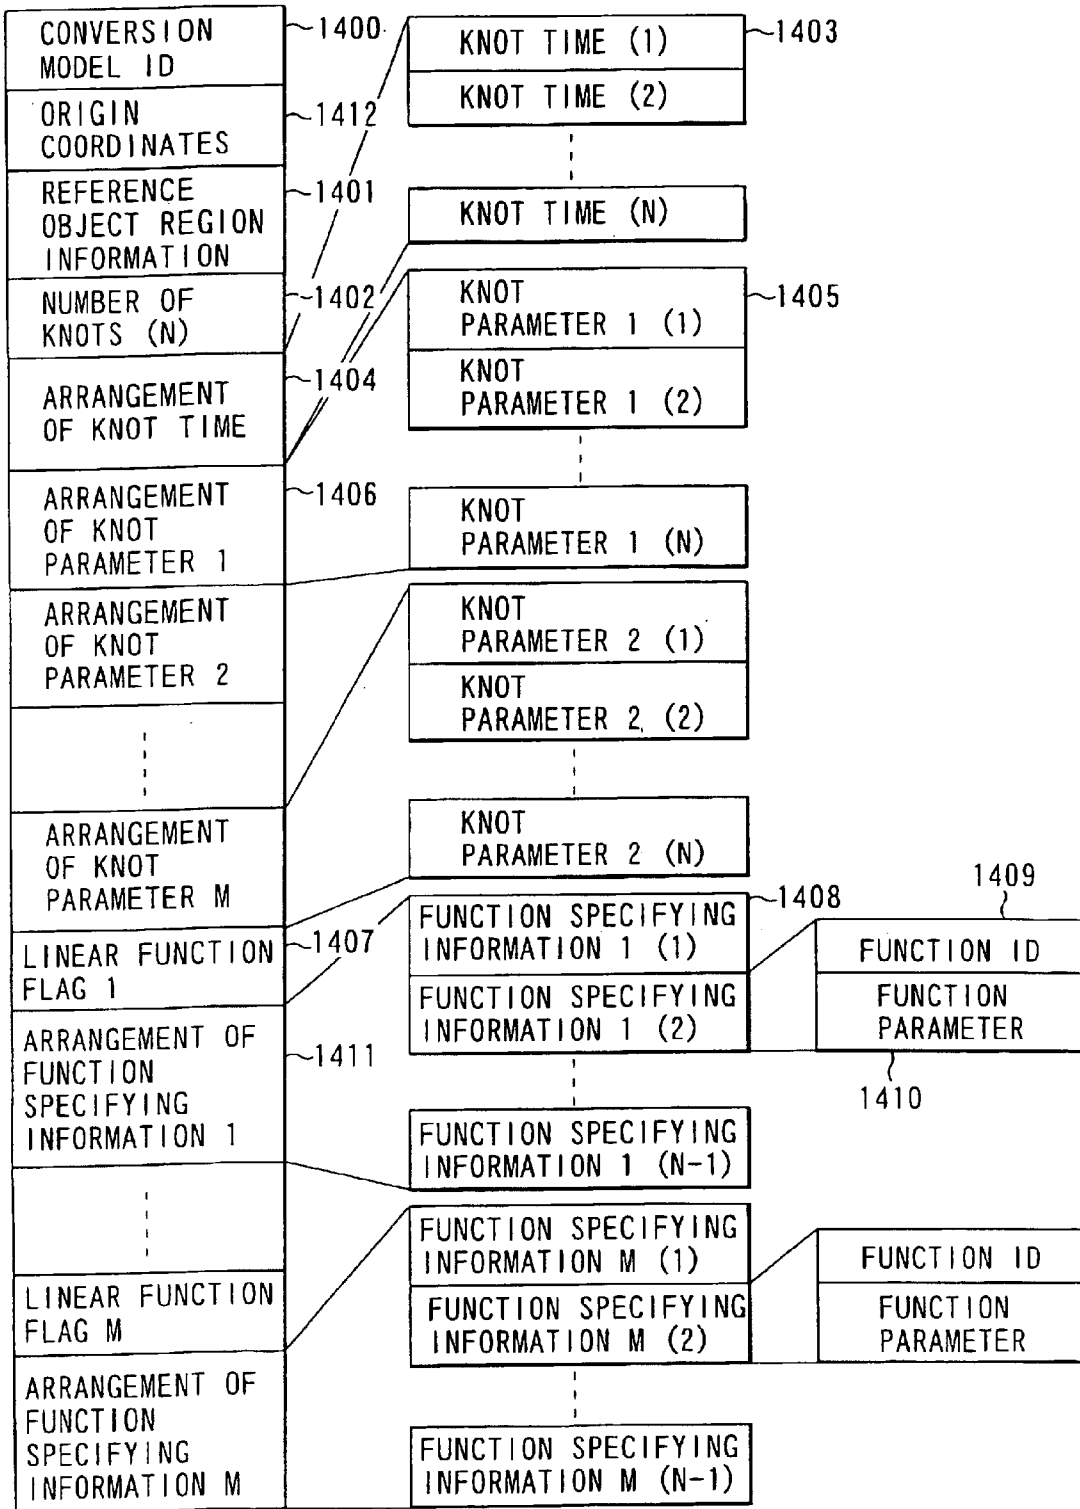 CONVERSION
MODEL ID
1400
ORIGIN
COORDINATES
1412
REFERENCE
OBJECT REGION
INFORMATION
1401
NUMBER OF
KNOTS (N)
1402
ARRANGEMENT
OF KNOT TIME
1404
ARRANGEMENT
OF KNOT
PARAMETER 1
1406
ARRANGEMENT
OF KNOT
PARAMETER 2
ARRANGEMENT
OF KNOT
PARAMETER M
LINEAR FUNCTION
FLAG 1
1407
ARRANGEMENT OF
FUNCTION
SPECIFYING
INFORMATION 1
1411
LINEAR FUNCTION
FLAG M
ARRANGEMENT OF
FUNCTION
SPECIFYING
INFORMATION M
KNOT TIME (1)
1403
KNOT TIME (2)
KNOT TIME (N)
KNOT
PARAMETER 1 (1)
1405
KNOT
PARAMETER 1 (2)
KNOT
PARAMETER 1 (N)
KNOT
PARAMETER 2 (1)
KNOT
PARAMETER 2 (2)
KNOT
PARAMETER 2 (N)
1408
FUNCTION SPECIFYING
INFORMATION 1 (1)
FUNCTION SPECIFYING
INFORMATION 1 (2)
FUNCTION SPECIFYING
INFORMATION 1 (N-1)
FUNCTION SPECIFYING
INFORMATION M (1)
FUNCTION SPECIFYING
INFORMATION M (2)
FUNCTION SPECIFYING
INFORMATION M (N-1)
1409
FUNCTION ID
FUNCTION
PARAMETER
1410
FUNCTION ID
FUNCTION
PARAMETER